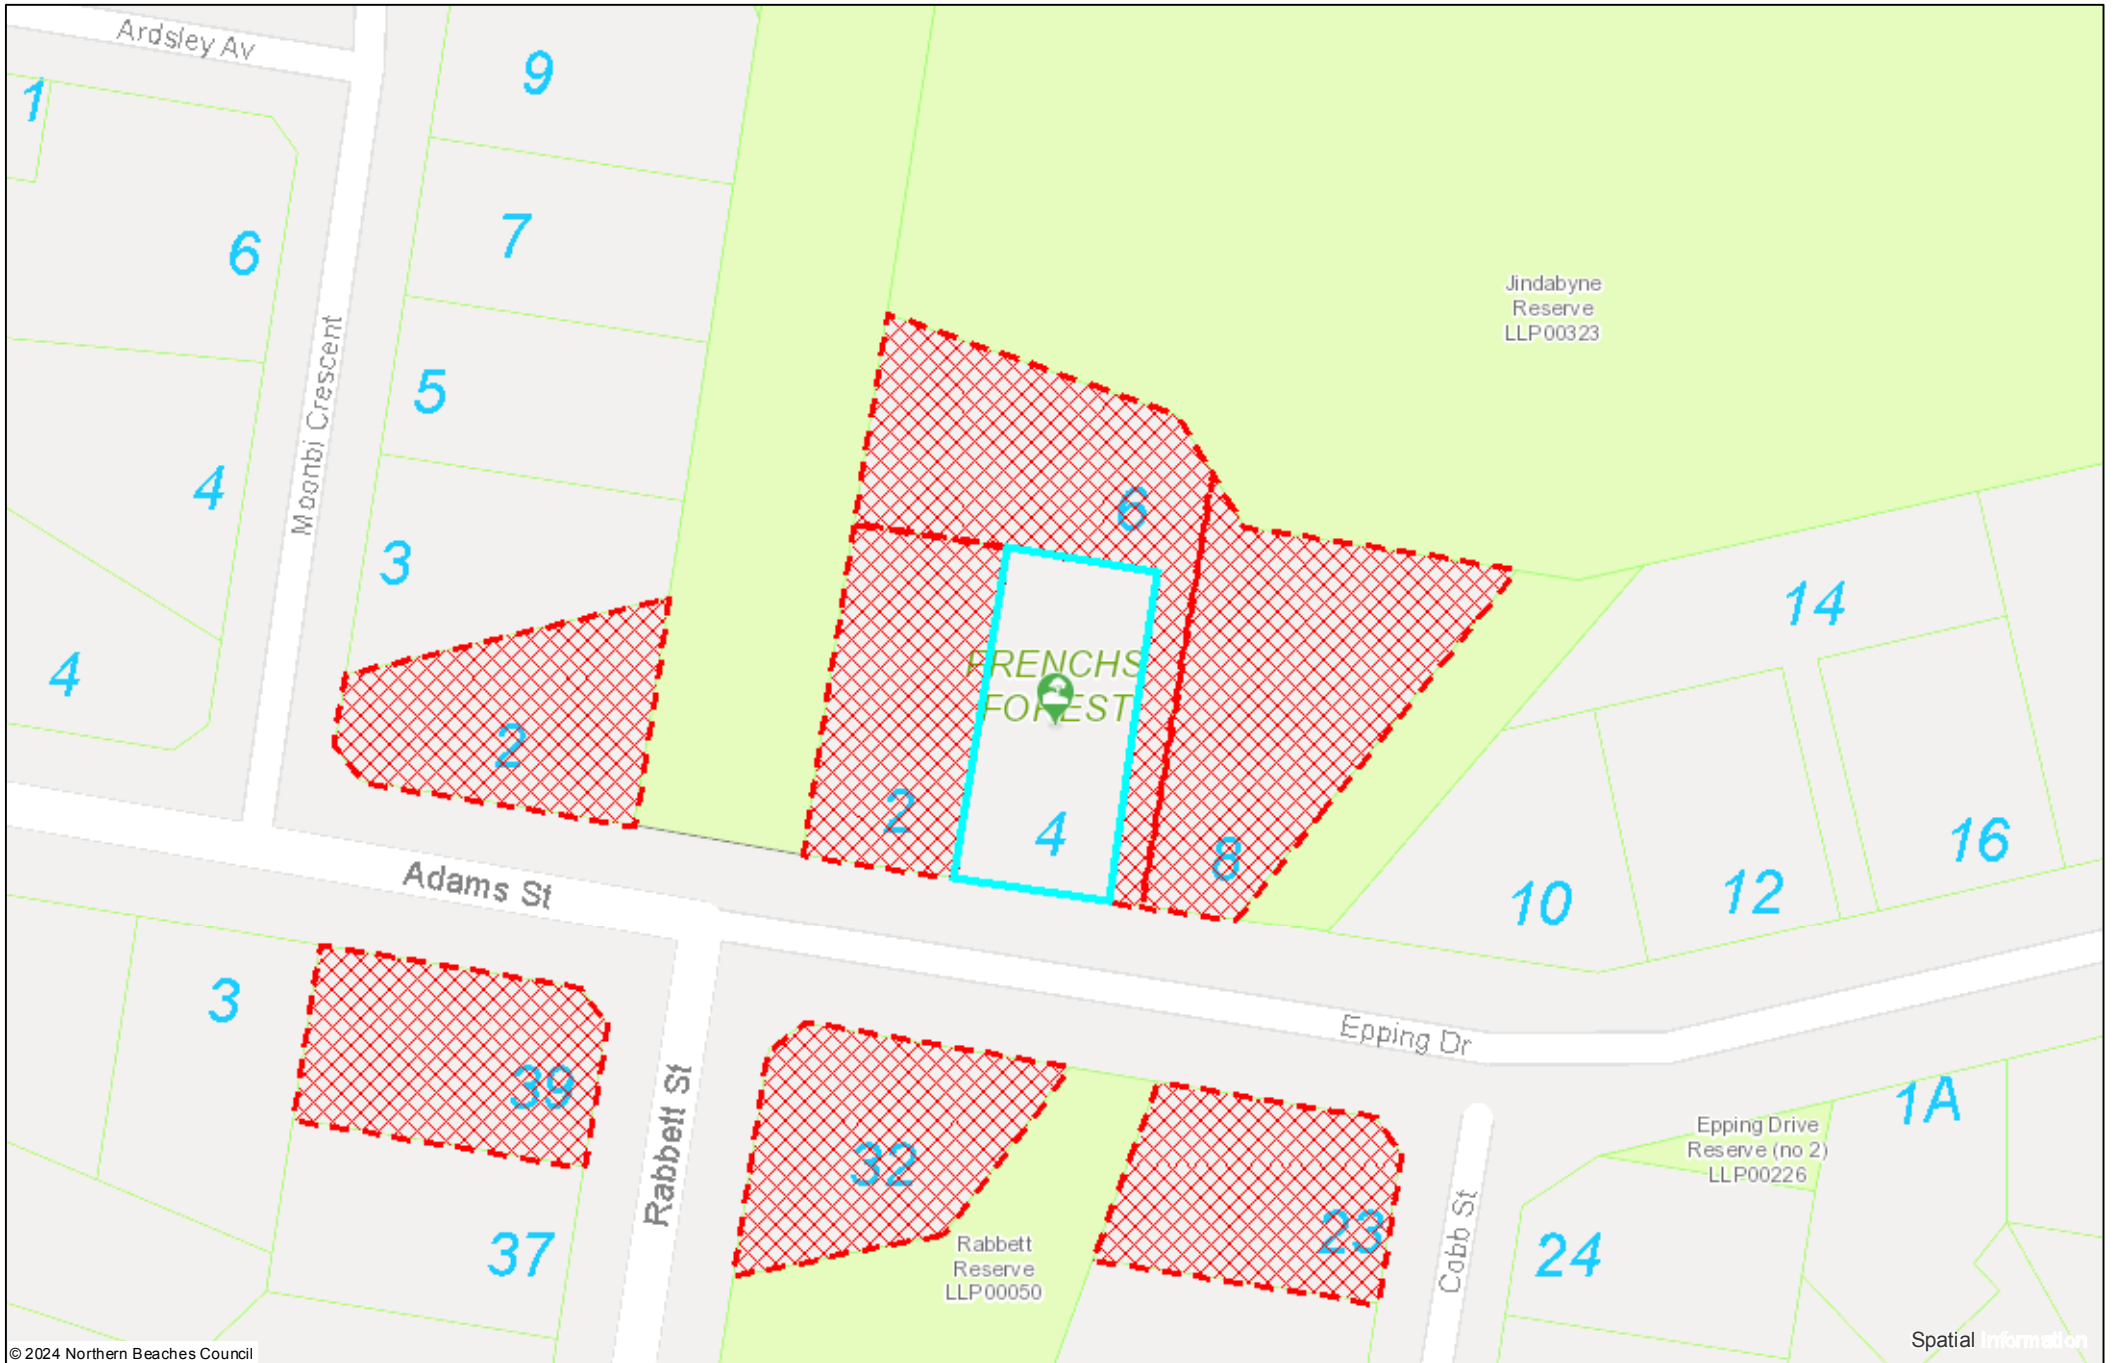 Ardsley Av
9
1
7
6
Jindabyne
Reserve
LLP00323
Moonbi Crescent
5
4
6
3
14
FRENCHS
FOREST
4
2
2
4
8
16
Adams St
10
12
3
Epping Dr
39
Rabbett St
1A
32
Epping Drive
Reserve (no 2)
LLP00226
23
Cobb St
37
Rabbett
Reserve
LLP00050
24
Spatial Information
© 2024 Northern Beaches Council